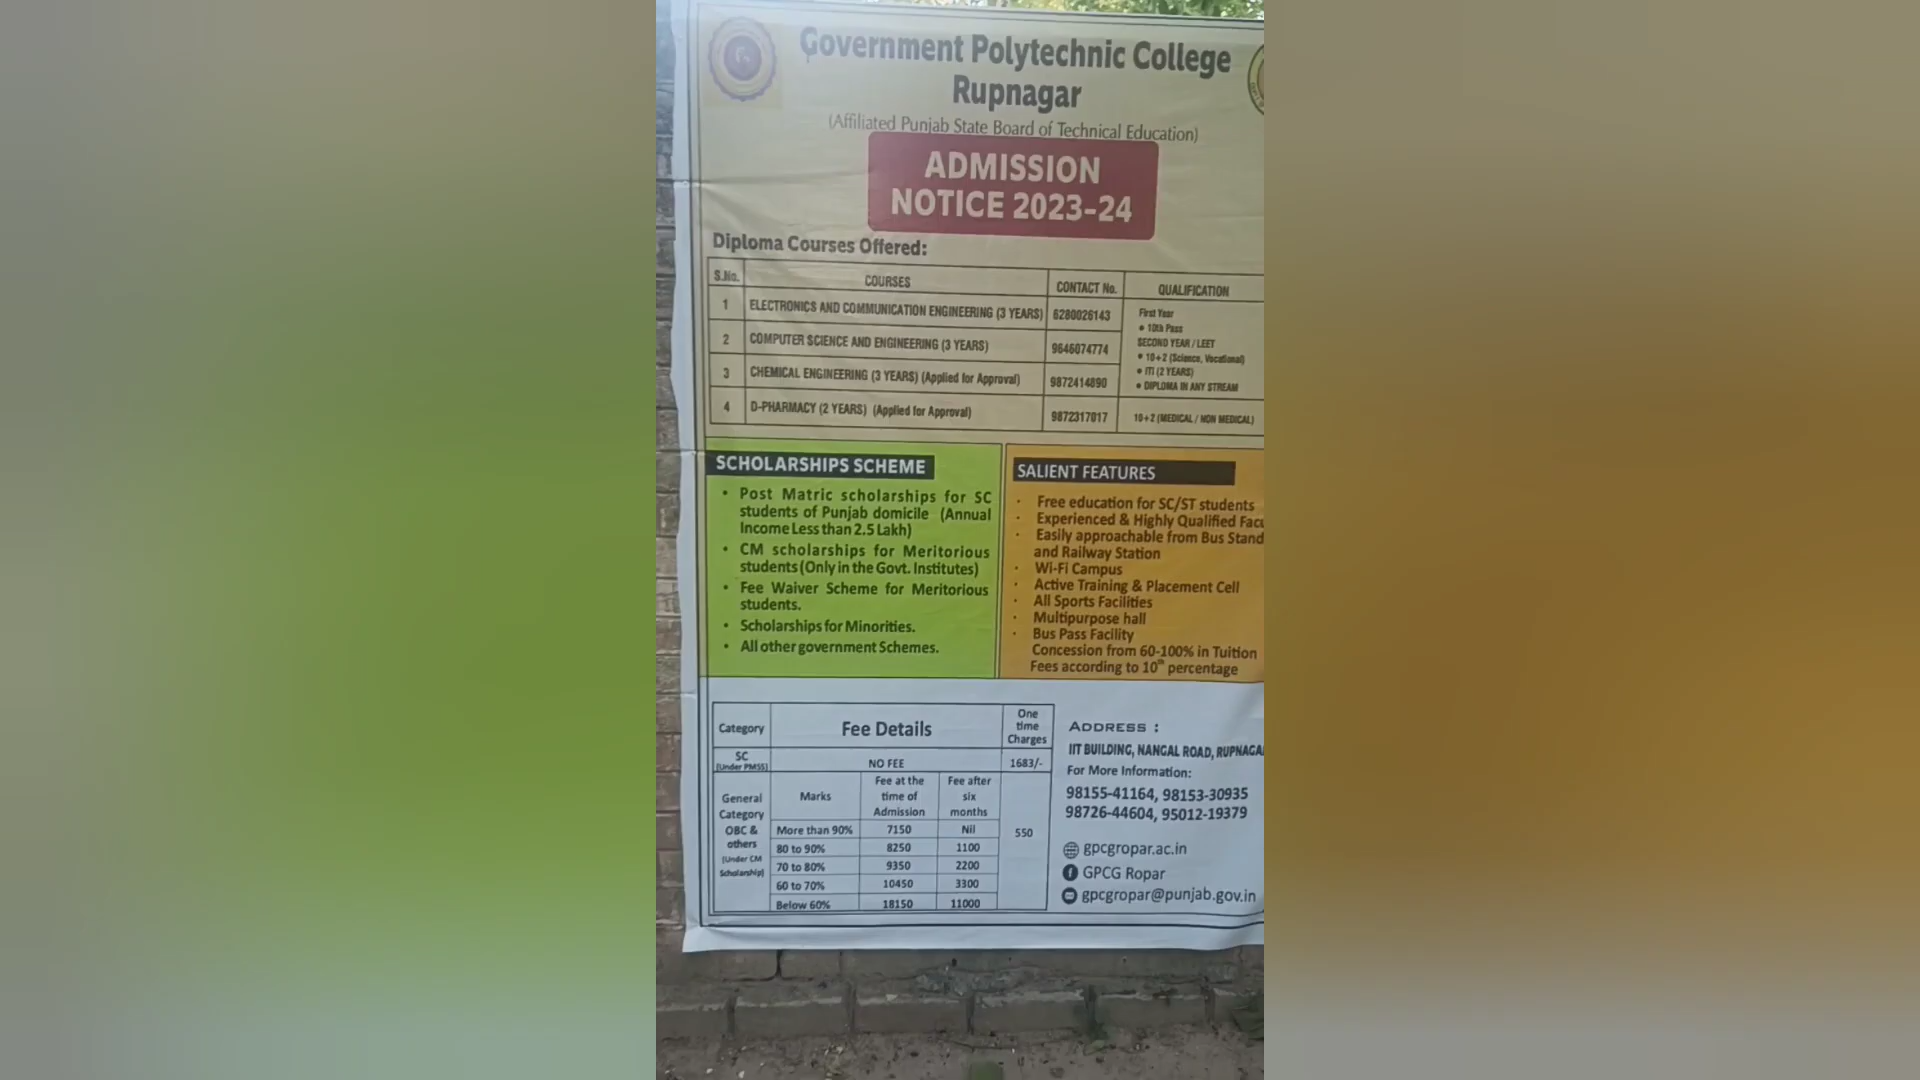 Government Polytechnic College
Rupnagar
(Affiliated Punjab State Board of Technical Education)
ADMISSION
NOTICE 2023-24
Diploma Courses Offered:
S.No. COURSES CONTACT No. QUALIFICATION
1 ELECTRONICS AND COMMUNICATION ENGINEERING (3 YEARS) 6280026143
2 COMPUTER SCIENCE AND ENGINEERING (3 YEARS) 9646074774
3 CHEMICAL ENGINEERING (3 YEARS) (Applied for Approval) 9872414890
First Year
• 10th Pass
SECOND YEAR / LEET
• 10+2 (Science, Vocational)
• ITI (2 YEARS)
• DIPLOMA IN ANY STREAM
4 D-PHARMACY (2 YEARS) (Applied for Approval) 9872317017 10+2 (MEDICAL / NON MEDICAL)
SCHOLARSHIPS SCHEME
• Post Matric scholarships for SC
students of Punjab domicile (Annual
Income Less than 2.5 Lakh)
• CM scholarships for Meritorious
students (Only in the Govt. Institutes)
• Fee Waiver Scheme for Meritorious
students.
• Scholarships for Minorities.
• All other government Schemes.
SALIENT FEATURES
· Free education for SC/ST students
· Experienced & Highly Qualified Facu
· Easily approachable from Bus Stand
and Railway Station
· Wi-Fi Campus
· Active Training & Placement Cell
· All Sports Facilities
· Multipurpose hall
· Bus Pass Facility
Concession from 60-100% in Tuition
Fees according to 10th percentage
Category Fee Details One
time
Charges
SC
(Under PMSS) NO FEE 1683/-
General
Category
OBC &
others
(Under CM
Scholarship)
Marks Fee at the
time of
Admission Fee after
six
months
More than 90% 7150 Nil
80 to 90% 8250 1100
70 to 80% 9350 2200
60 to 70% 10450 3300
Below 60% 18150 11000
550
ADDRESS :
IIT BUILDING, NANGAL ROAD, RUPNAGA
For More Information:
98155-41164, 98153-30935
98726-44604, 95012-19379
gpcgropar.ac.in
GPCG Ropar
gpcgropar@punjab.gov.in